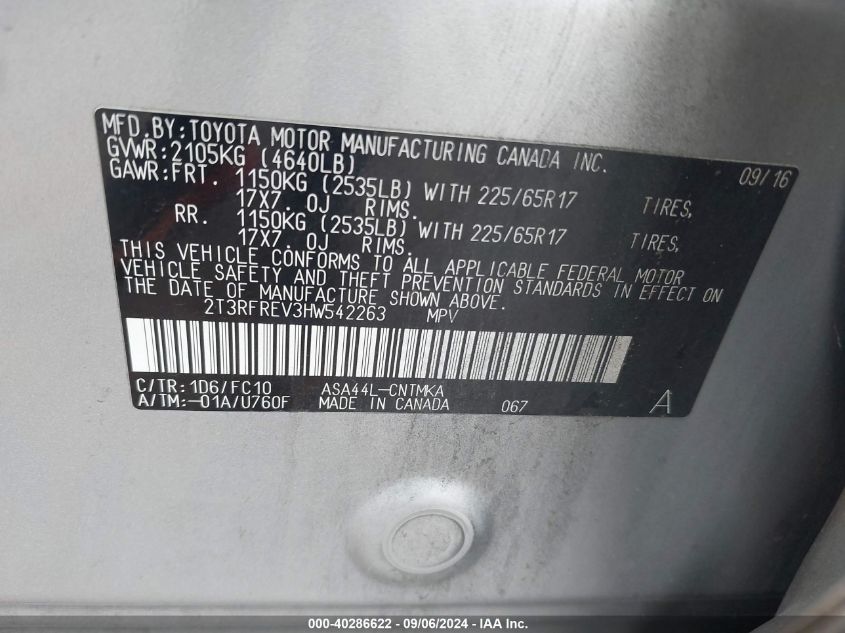 MFD.BY:TOYOTA MOTOR MANUFACTURING CANADA INC. 09/16
GVWR:2105KG (4640LB)
GAWR:FRT. 1150KG (2535LB) WITH 225/65R17 TIRES,
17X7.0J RIMS.
RR. 1150KG (2535LB) WITH 225/65R17 TIRES,
17X7.0J RIMS.
THIS VEHICLE CONFORMS TO ALL APPLICABLE FEDERAL MOTOR
VEHICLE SAFETY AND THEFT PREVENTION STANDARDS IN EFFECT ON
THE DATE OF MANUFACTURE SHOWN ABOVE.
2T3RFREV3HW542263 MPV
C/TR:1D6/FC10 ASA44L-CNTMKA
A/TM:-01A/U760F MADE IN CANADA 067 A
000-40286622 - 09/06/2024 - IAA Inc.